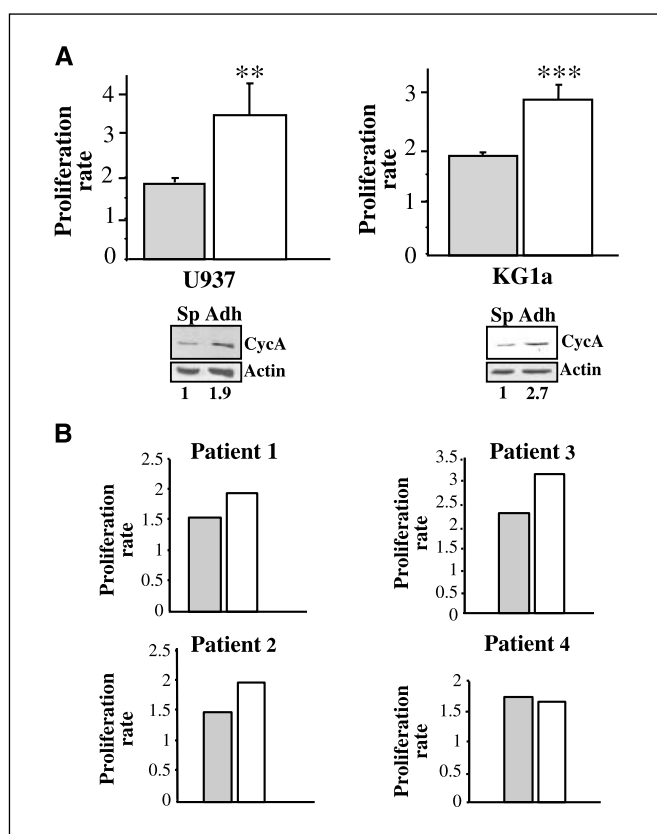 A
**
***
Proliferation rate
4
3
2
1
0
U937
Proliferation rate
3
2
1
0
KG1a
Sp Adh
CycA
Actin
1 1.9
Sp Adh
CycA
Actin
1 2.7
B
Patient 1
Proliferation rate
2.5
2
1.5
1
0.5
0
Patient 3
Proliferation rate
3.5
3
2.5
2
1.5
1
0.5
0
Patient 2
Proliferation rate
2.5
2
1.5
1
0.5
0
Patient 4
Proliferation rate
2
1.5
1
0.5
0